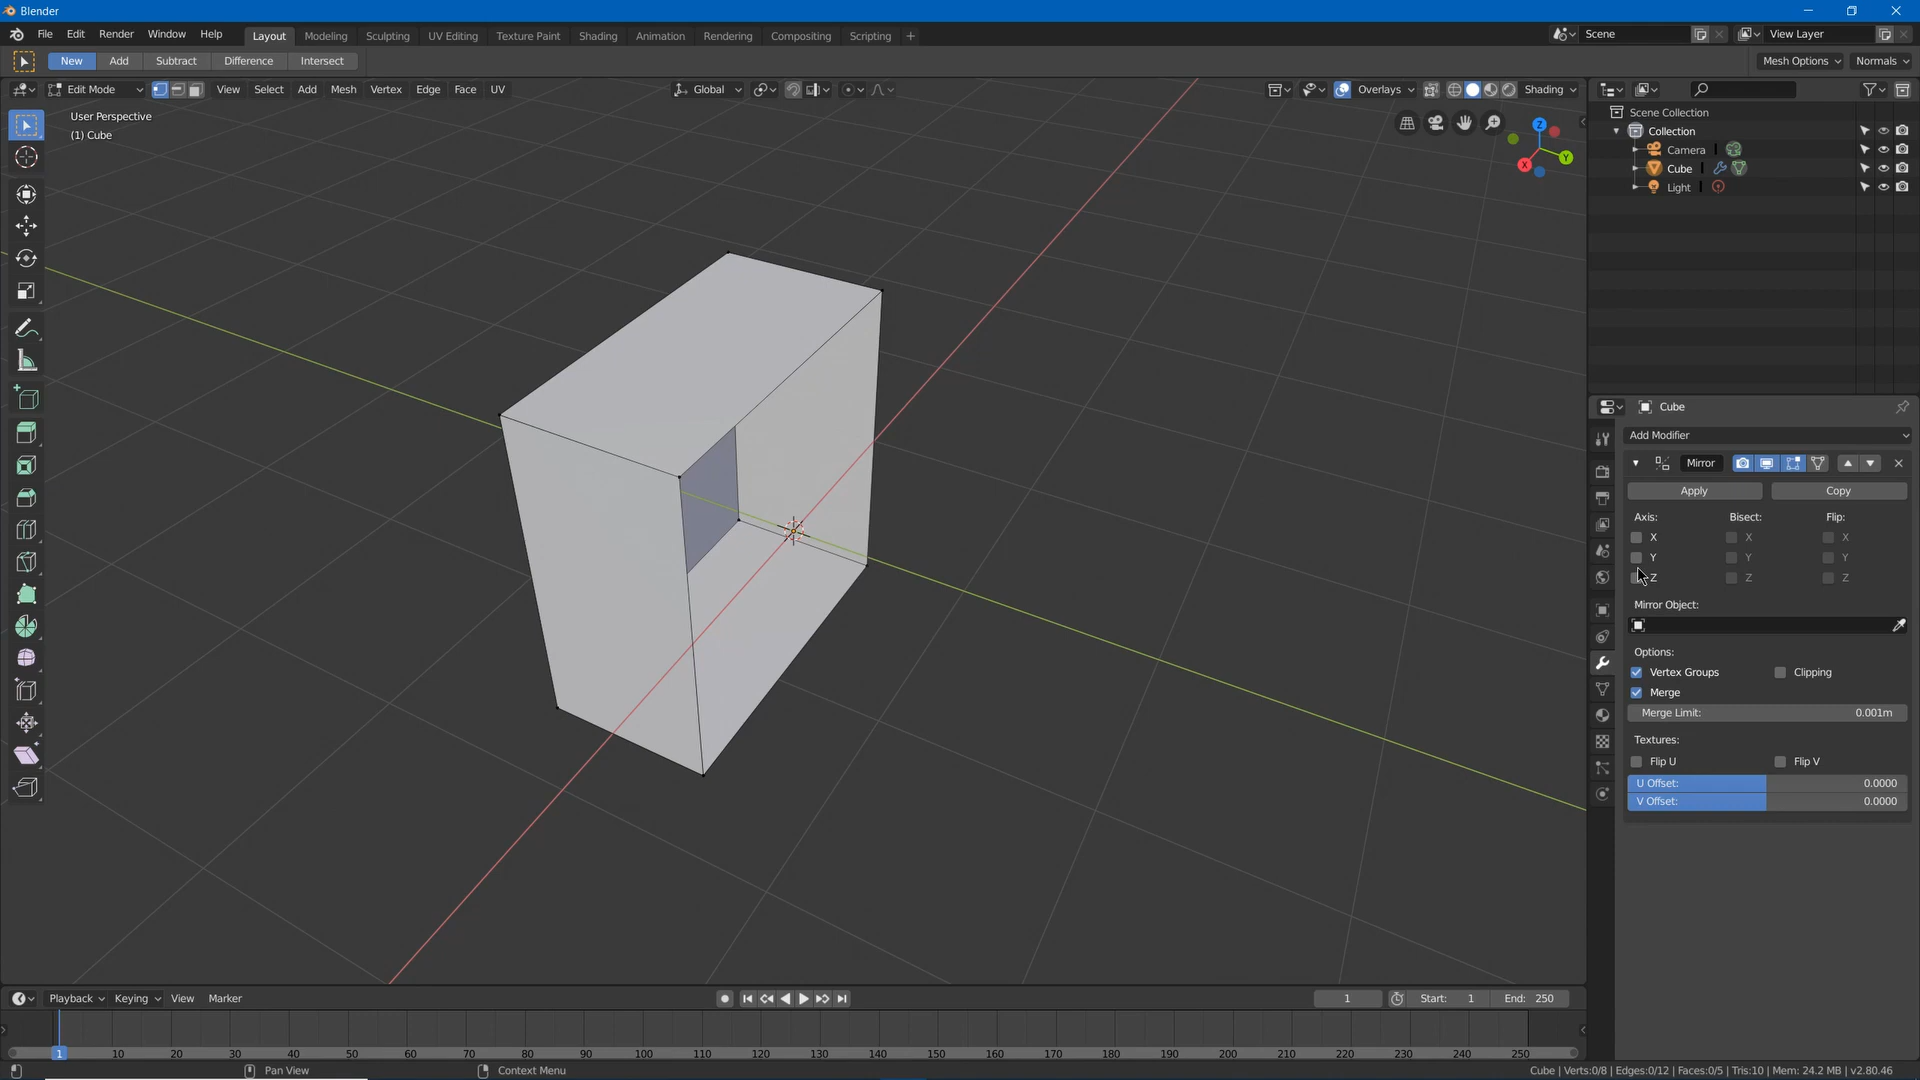 Blender
File Edit Render Window Help Layout Modeling Sculpting UV Editing Texture Paint Shading Animation Rendering Compositing Scripting + Scene View Layer
New Add Subtract Difference Intersect Mesh Options Normals
Edit Mode View Select Add Mesh Vertex Edge Face UV Global Overlays Shading
User Perspective
(1) Cube
Z
Y
X
Scene Collection
Collection
Camera
Cube
Light
Cube
Add Modifier
Mirror
Apply Copy
Axis: Bisect: Flip:
X X X
Y Y Y
Z Z Z
Mirror Object:
Options:
Vertex Groups Clipping
Merge
Merge Limit: 0.001m
Textures:
Flip U Flip V
U Offset: 0.0000
V Offset: 0.0000
Playback Keying View Marker 1 Start: 1 End: 250
1 10 20 30 40 50 60 70 80 90 100 110 120 130 140 150 160 170 180 190 200 210 220 230 240 250
Pan View Context Menu Cube | Verts:0/8 | Edges:0/12 | Faces:0/5 | Tris:10 | Mem: 24.2 MB | v2.80.46